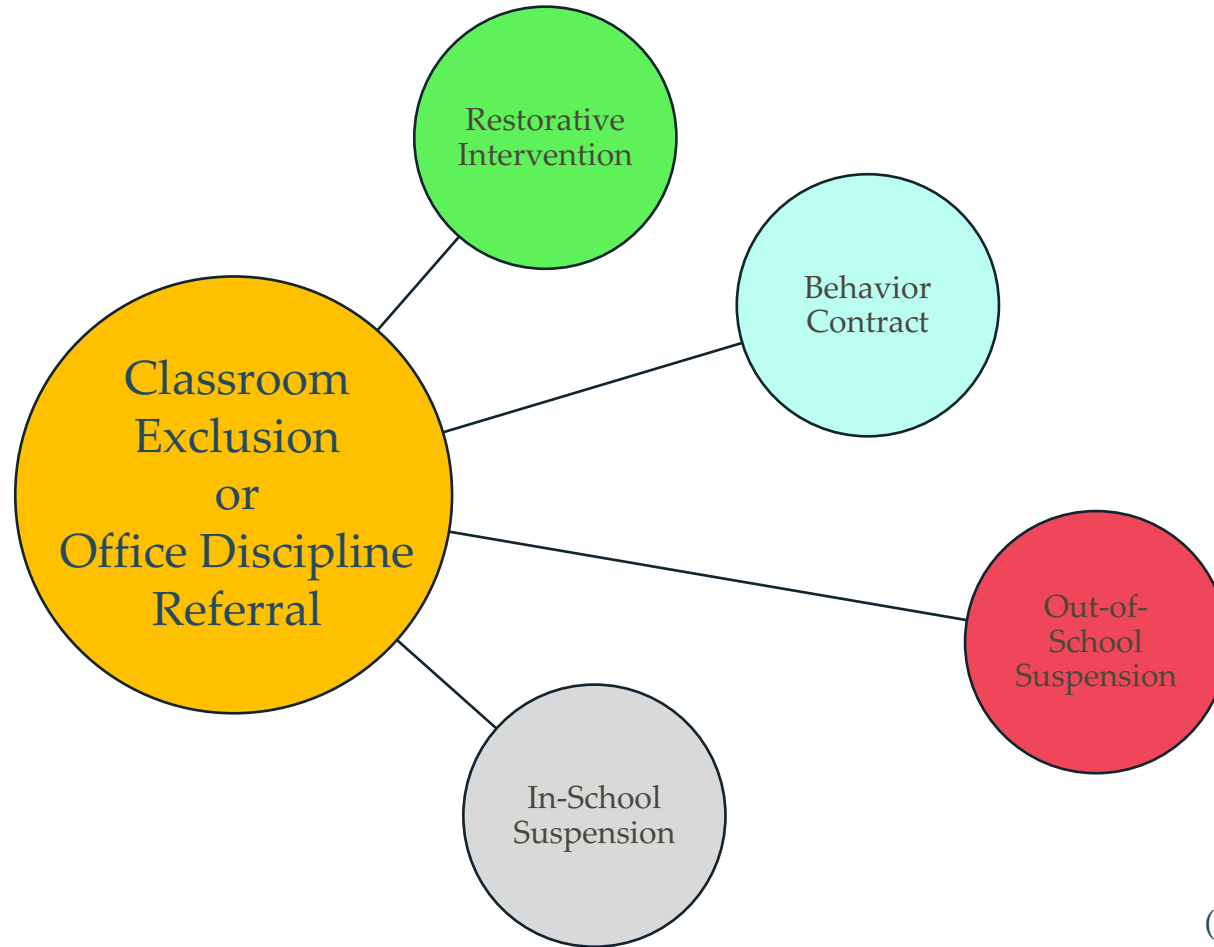 Restorative
Intervention
Behavior
Contract
Classroom
Exclusion
or
Office Discipline
Referral
Out-of-
School
Suspension
In-School
Suspension
(